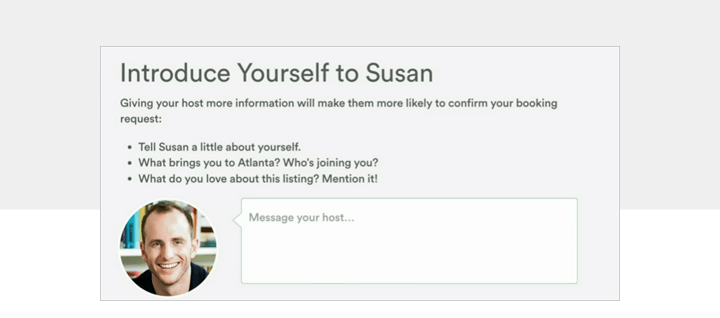 Introduce Yourself to Susan
Giving your host more information will make them more likely to confirm your booking
request:
• Tell Susan a little about yourself.
• What brings you to Atlanta? Who's joining you?
• What do you love about this listing? Mention it!
Message your host...